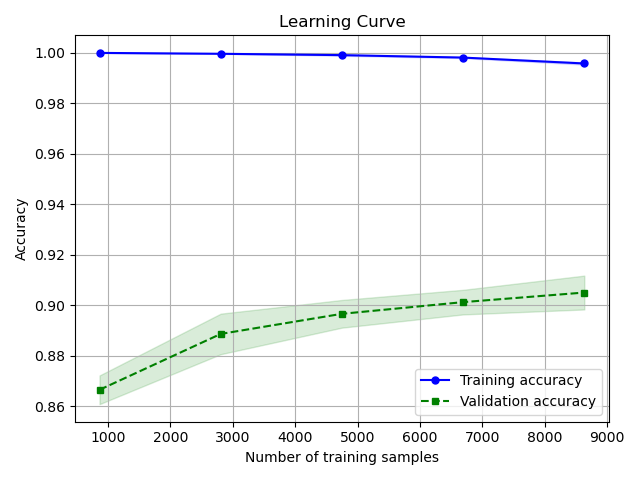 Learning Curve
1.00
0.98
0.96
0.94
0.92
0.90
0.88
0.86
Accuracy
Training accuracy
Validation accuracy
1000 2000 3000 4000 5000 6000 7000 8000 9000
Number of training samples